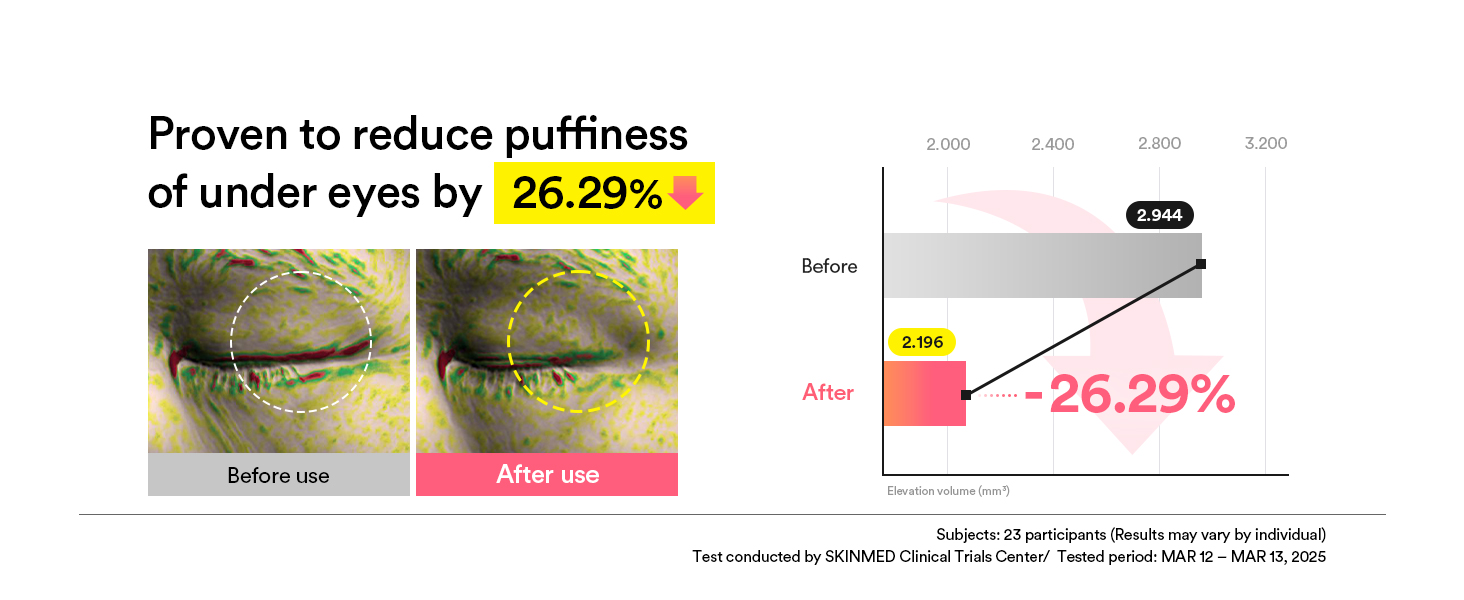 Proven to reduce puffiness
of under eyes by 26.29%
Before use
After use
2.000 2.400 2.800 3.200
2.944
Before
2.196
After
-26.29%
Elevation volume (mm³)
Subjects: 23 participants (Results may vary by individual)
Test conducted by SKINMED Clinical Trials Center/ Tested period: MAR 12 – MAR 13, 2025